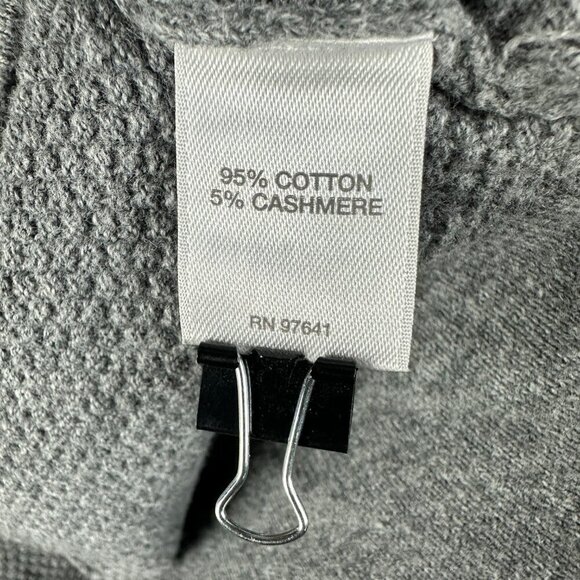 95% COTTON
5% CASHMERE
RN 97641